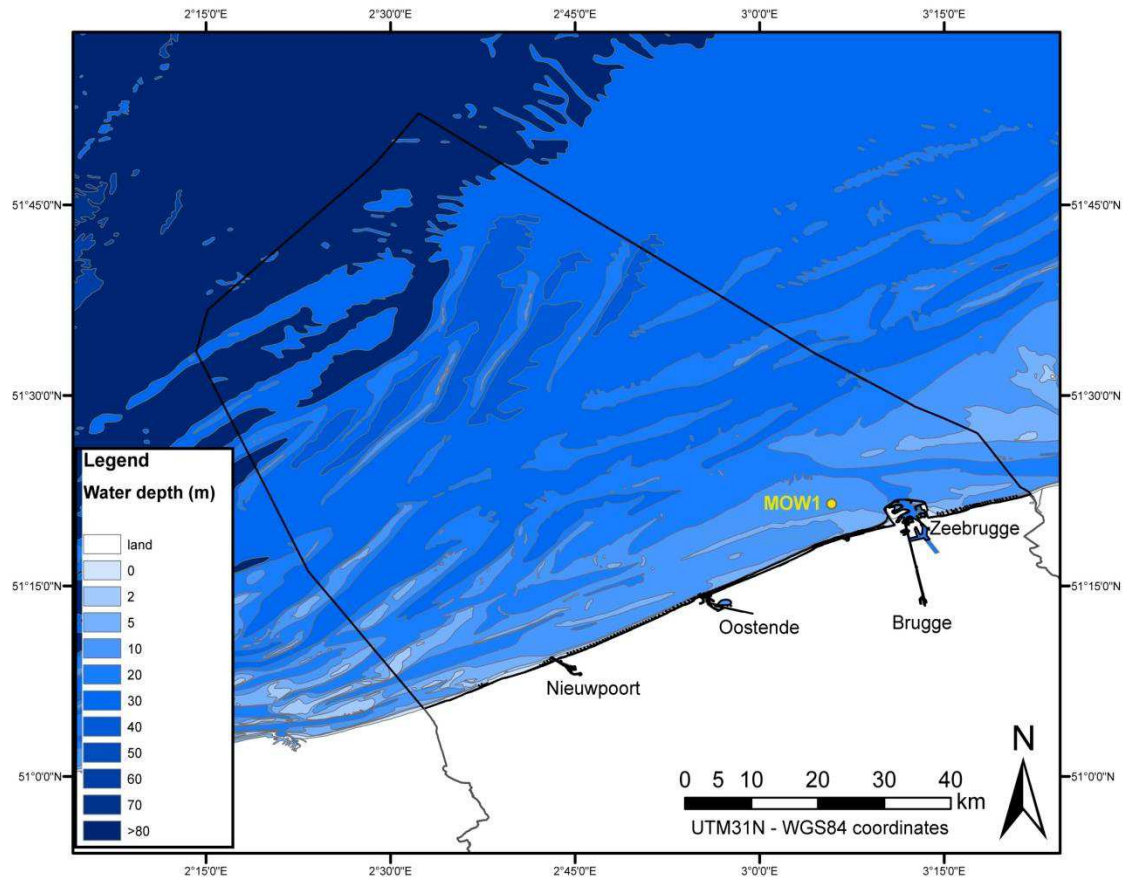 2°15'0"E 2°30'0"E 2°45'0"E 3°0'0"E 3°15'0"E
51°45'0"N 51°45'0"N
51°30'0"N 51°30'0"N
Legend
Water depth (m)
land
0
2
5
10
20
30
40
50
60
70
>80
MOW1
Zeebrugge
51°15'0"N
Oostende
Brugge
Nieuwpoort
51°0'0"N 51°0'0"N
N
0 5 10 20 30 40
km
UTM31N - WGS84 coordinates
51°15'0"N
2°15'0"E 2°30'0"E 2°45'0"E 3°0'0"E 3°15'0"E